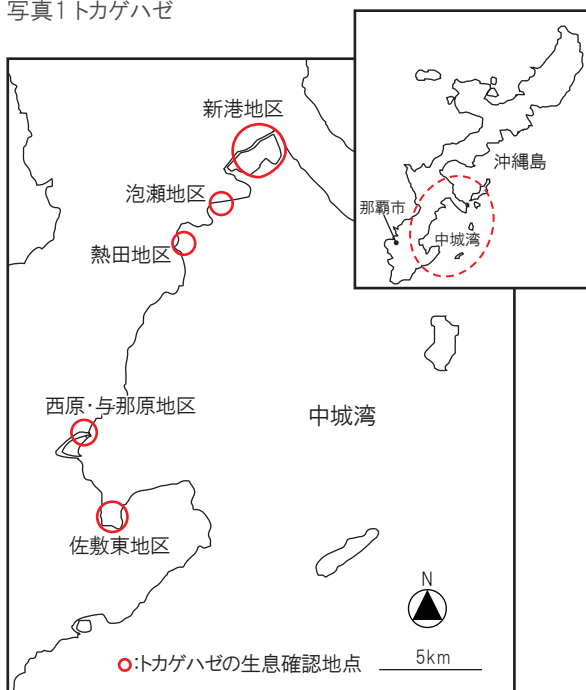 写真1 トカゲハゼ
新港地区
沖縄島
泡瀬地区
那覇市
中城湾
熱田地区
西原･与那原地区
中城湾
佐敷東地区
N
○:トカゲハゼの生息確認地点
5km